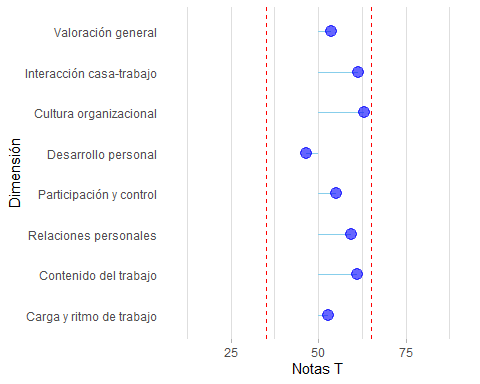 Valoración general
Interacción casa-trabajo
Cultura organizacional
Desarrollo personal
Participación y control
Relaciones personales
Contenido del trabajo
Carga y ritmo de trabajo
Dimensión
25 50 75
Notas T